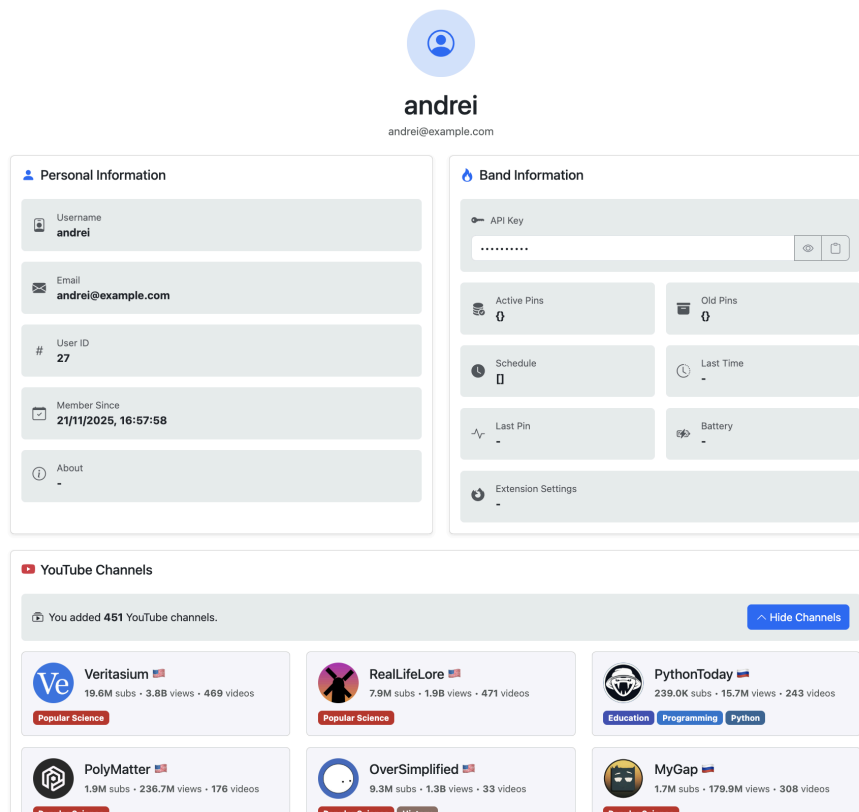 andrei
andrei@example.com
Personal Information
Username
andrei
Email
andrei@example.com
#
User ID
27
Member Since
21/11/2025, 16:57:58
About
-
Band Information
API Key
••••••••••
Active Pins
{}
Old Pins
{}
Schedule
[]
Last Time
-
Last Pin
-
Battery
-
Extension Settings
-
YouTube Channels
You added 451 YouTube channels.
Hide Channels
Ve
Veritasium
19.6M subs • 3.8B views • 469 videos
Popular Science
RealLifeLore
7.9M subs • 1.9B views • 471 videos
Popular Science
PythonToday
239.0K subs • 15.7M views • 243 videos
Education Programming Python
PolyMatter
1.9M subs • 236.7M views • 176 videos
OverSimplified
9.3M subs • 1.3B views • 33 videos
MyGap
1.7M subs • 179.9M views • 308 videos